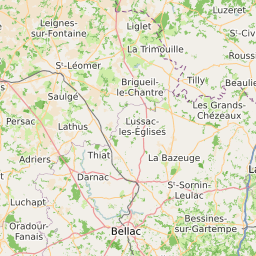 Luzeret
Leignes-
sur-Fontaine
Liglet
St-Civ
La Trimouille
St-Léomer
Brigueil-
le-Chantre
Tilly
Beaulie
Saulgé
Les Grands-
Chézeaux
Persac
Lathus
Lussac-
les-Églises
Adriers
Thiat
La Bazeuge
La
Darnac
St-Sornin-
Leulac
Luchapt
Bessines-
sur-Gartempe
Oradour-
Fanais
Bellac